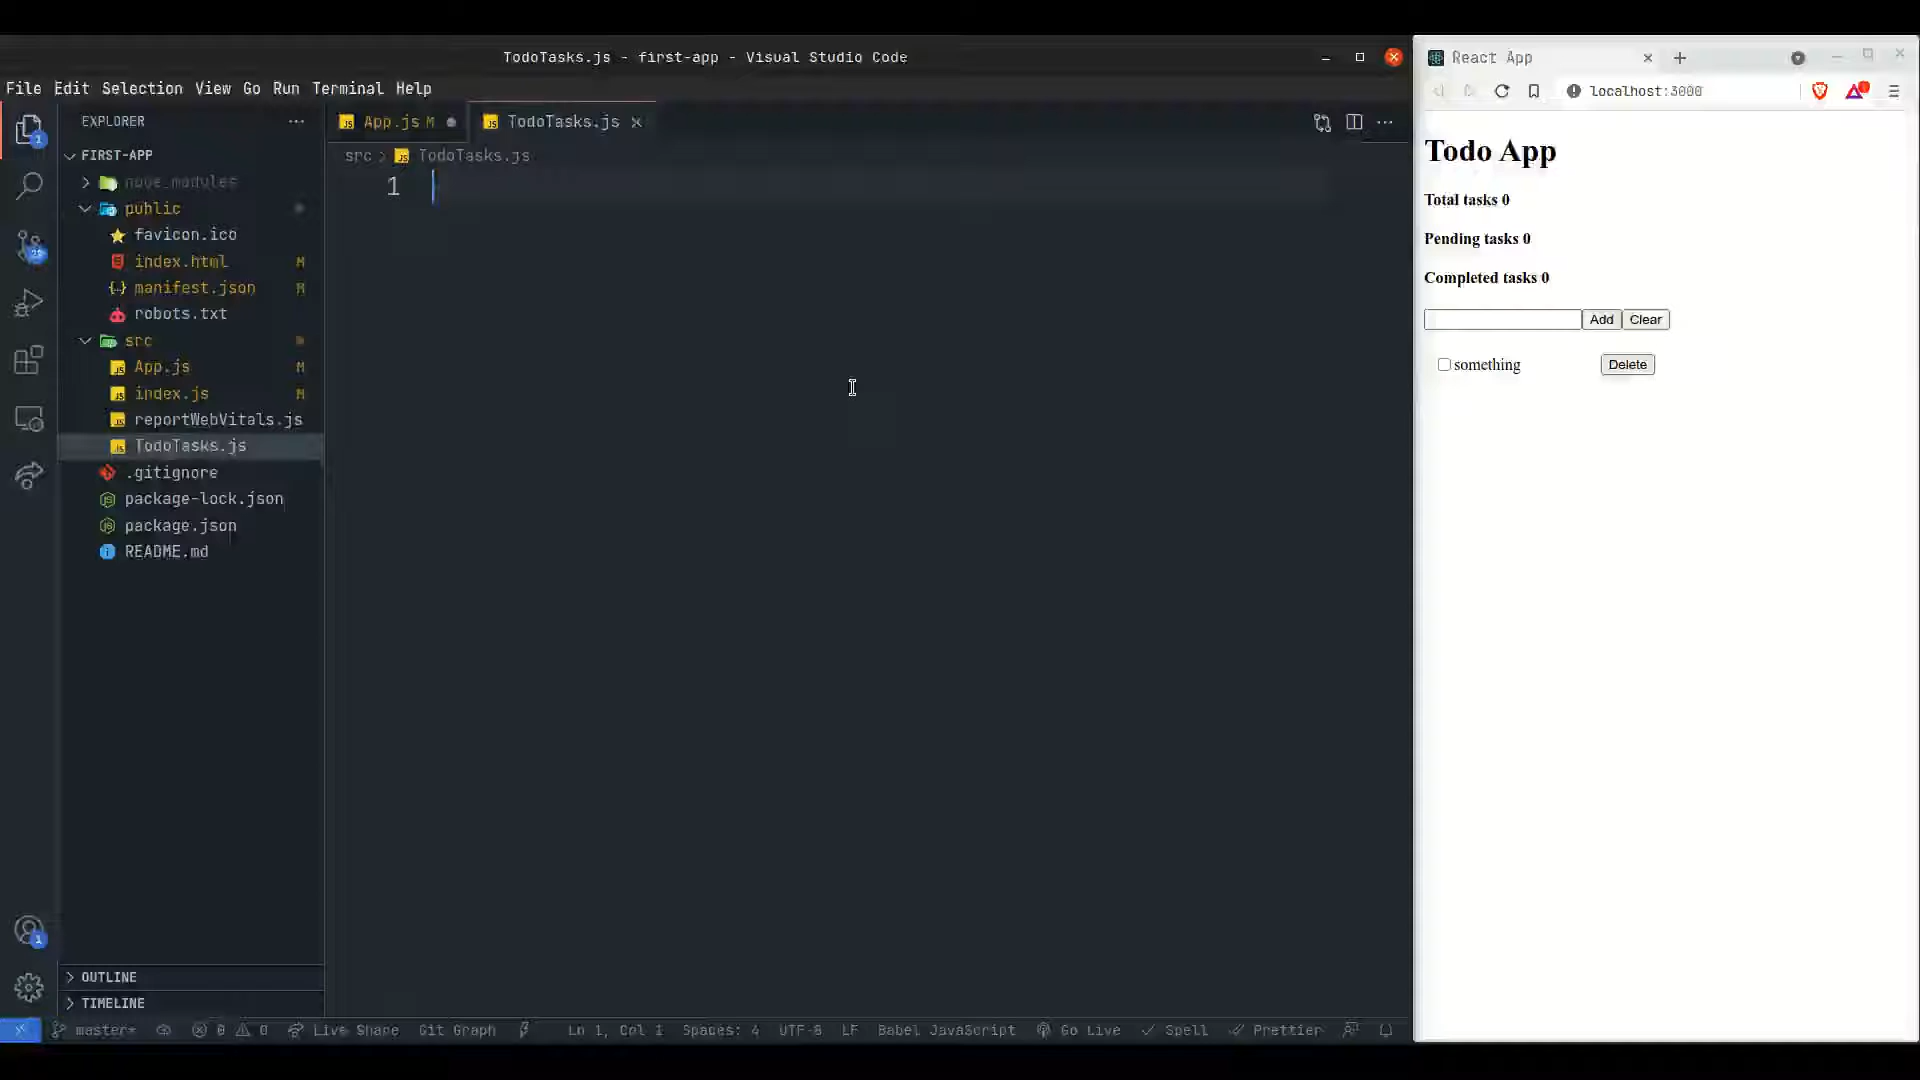 TodoTasks.js - first-app - Visual Studio Code
File Edit Selection View Go Run Terminal Help
EXPLORER
FIRST-APP
node_modules
public
favicon.ico
index.html M
manifest.json M
robots.txt
src
App.js M
index.js M
reportWebVitals.js
TodoTasks.js
.gitignore
package-lock.json
package.json
README.md
OUTLINE
TIMELINE
App.js M
TodoTasks.js
src > TodoTasks.js
1
master* 0 0 Live Share Git Graph Ln 1, Col 1 Spaces: 4 UTF-8 LF Babel JavaScript Go Live Spell Prettier
React App
localhost:3000
Todo App
Total tasks 0
Pending tasks 0
Completed tasks 0
Add Clear
something Delete